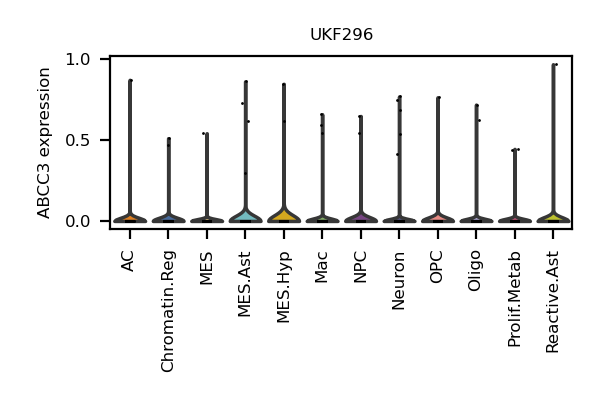 UKF296
ABCC3 expression
1.0
0.5
0.0
AC
Chromatin.Reg
MES
MES.Ast
MES.Hyp
Mac
NPC
Neuron
OPC
Oligo
Prolif.Metab
Reactive.Ast